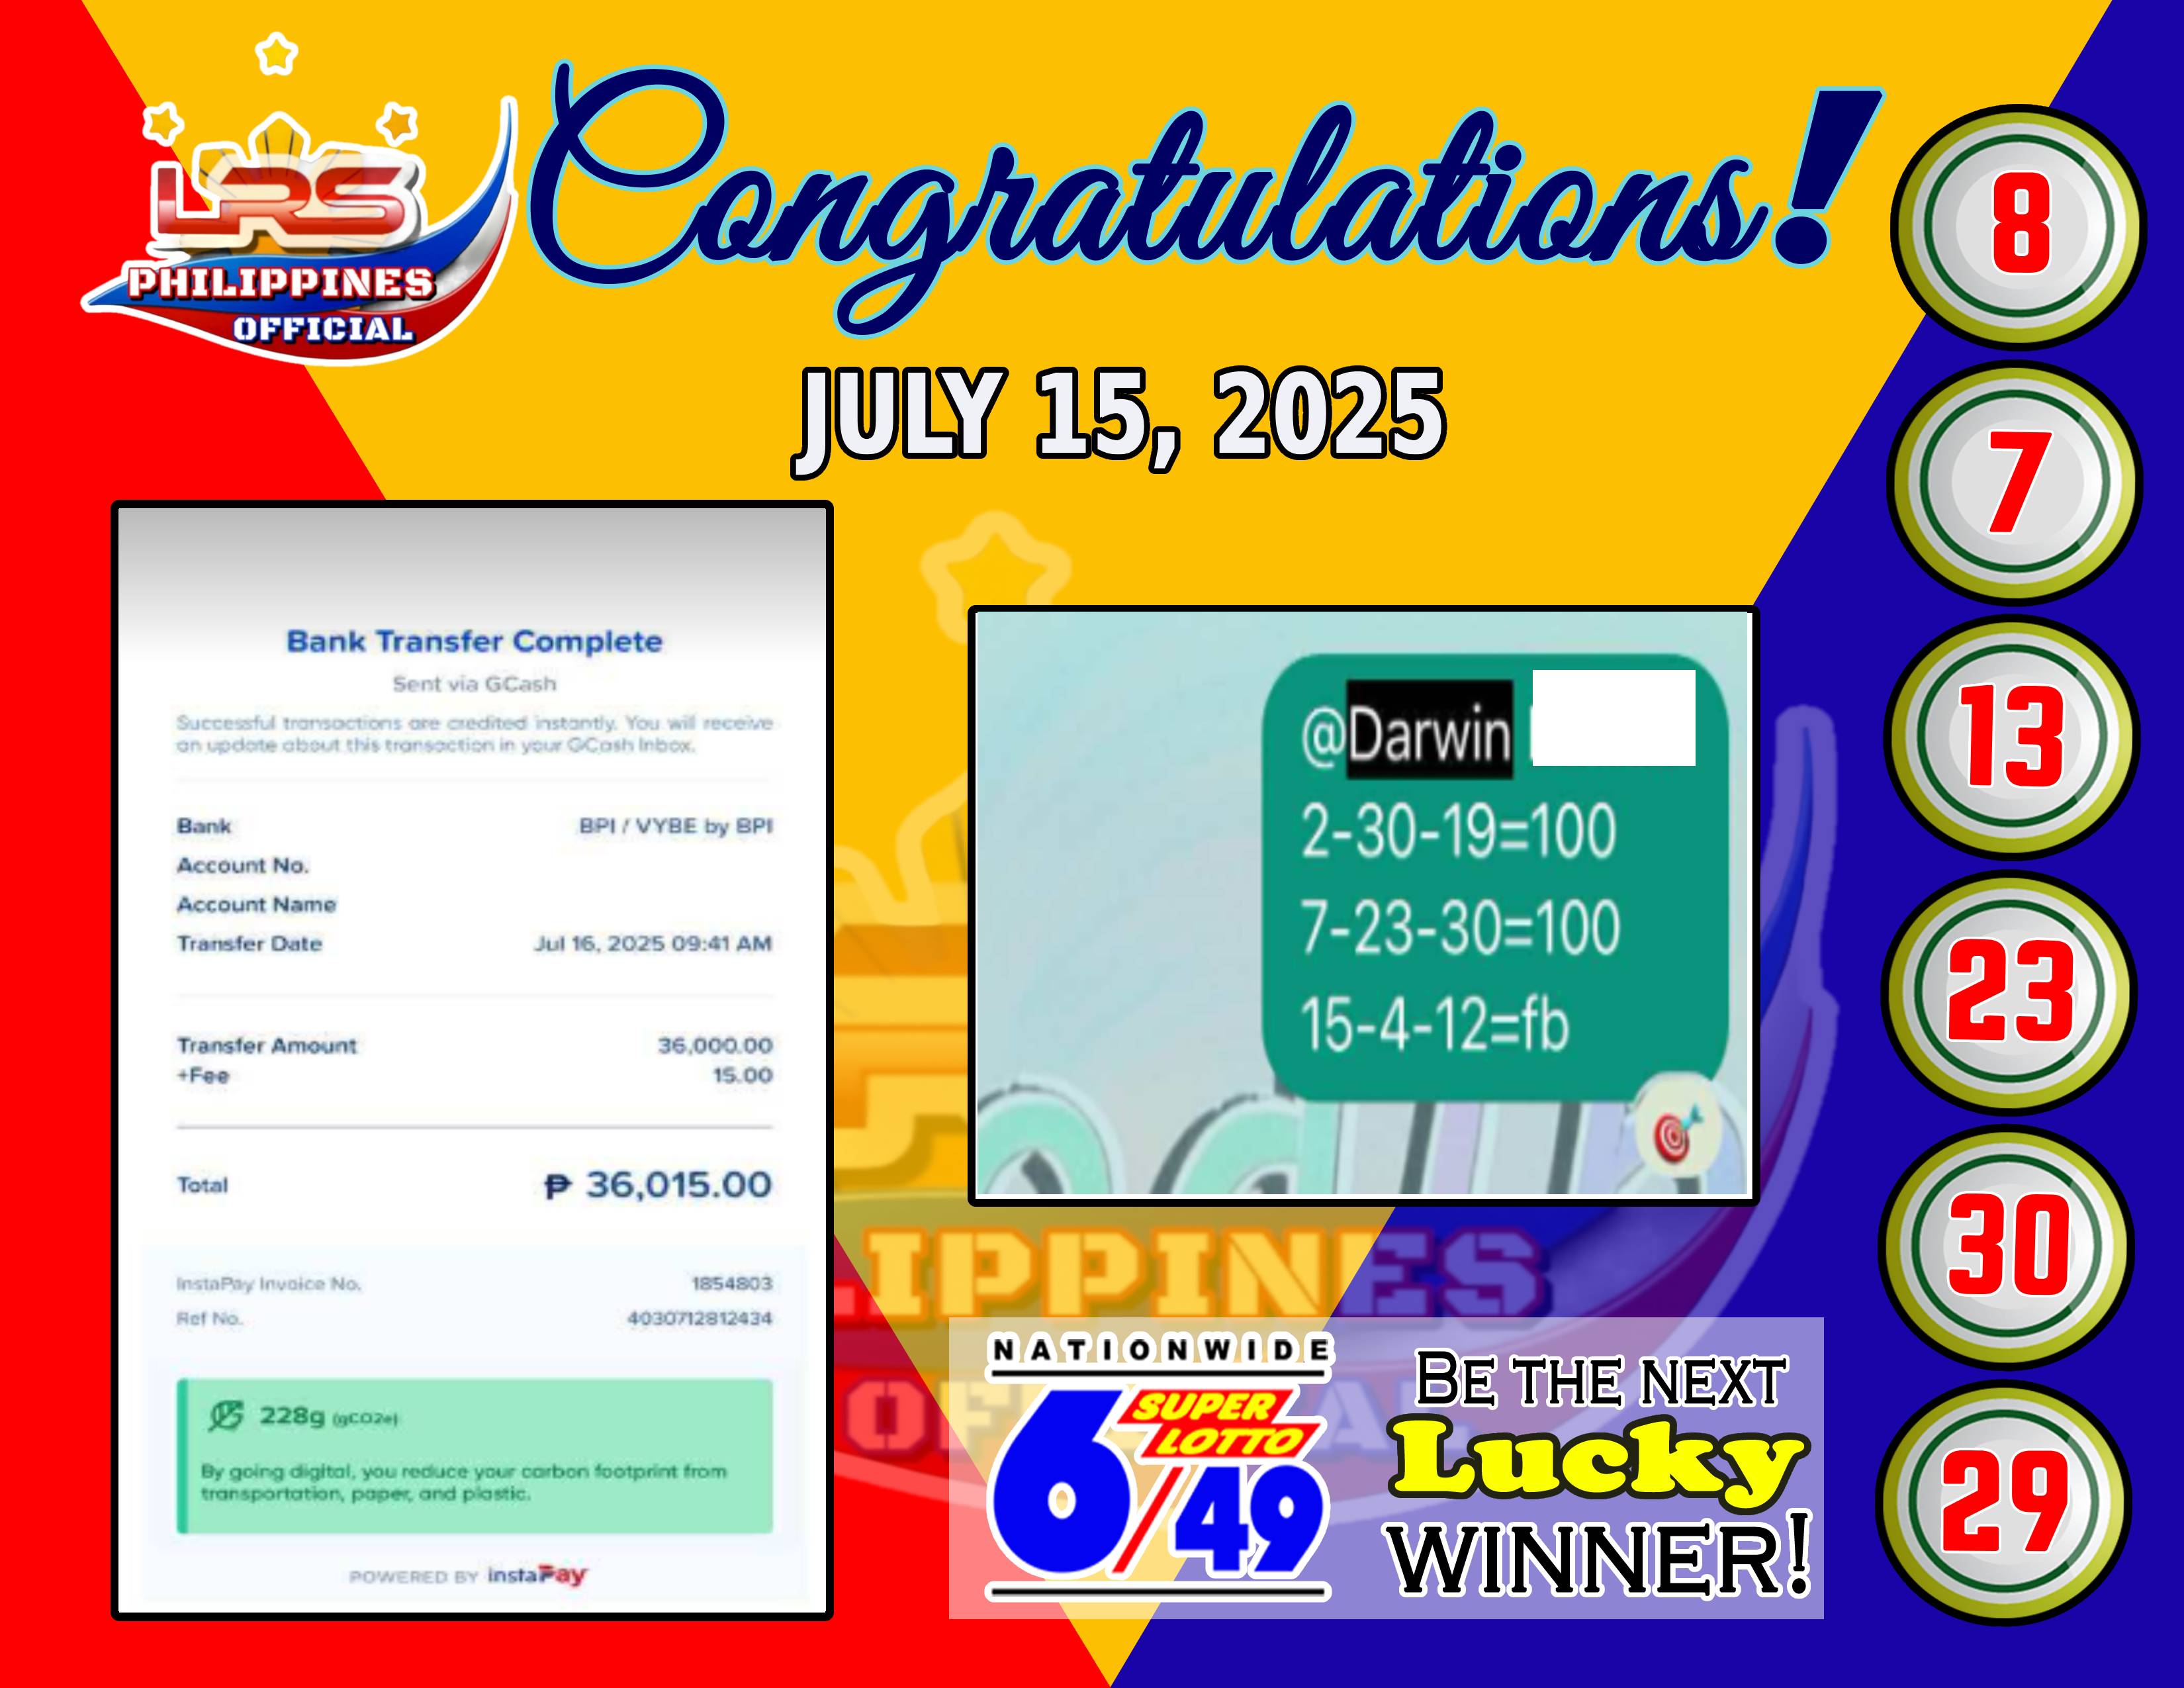 LRS
PHILIPPINES
OFFICIAL
Congratulations!
JULY 15, 2025
Bank Transfer Complete
Sent via GCash
Successful transactions are credited instantly. You will receive
an update about this transaction in your GCash Inbox.
Bank BPI / VYBE by BPI
Account No.
Account Name
Transfer Date Jul 16, 2025 09:41 AM
Transfer Amount 36,000.00
+Fee 15.00
Total ₱ 36,015.00
InstaPay Invoice No. 1854803
Ref No. 4030712812434
228g (gCO2e)
By going digital, you reduce your carbon footprint from
transportation, paper, and plastic.
POWERED BY instaPay
@Darwin
2-30-19=100
7-23-30=100
15-4-12=fb
IPPINES
NATIONWIDE
SUPER
LOTTO
6/49
BE THE NEXT
Lucky
WINNER!
8
7
13
23
30
29